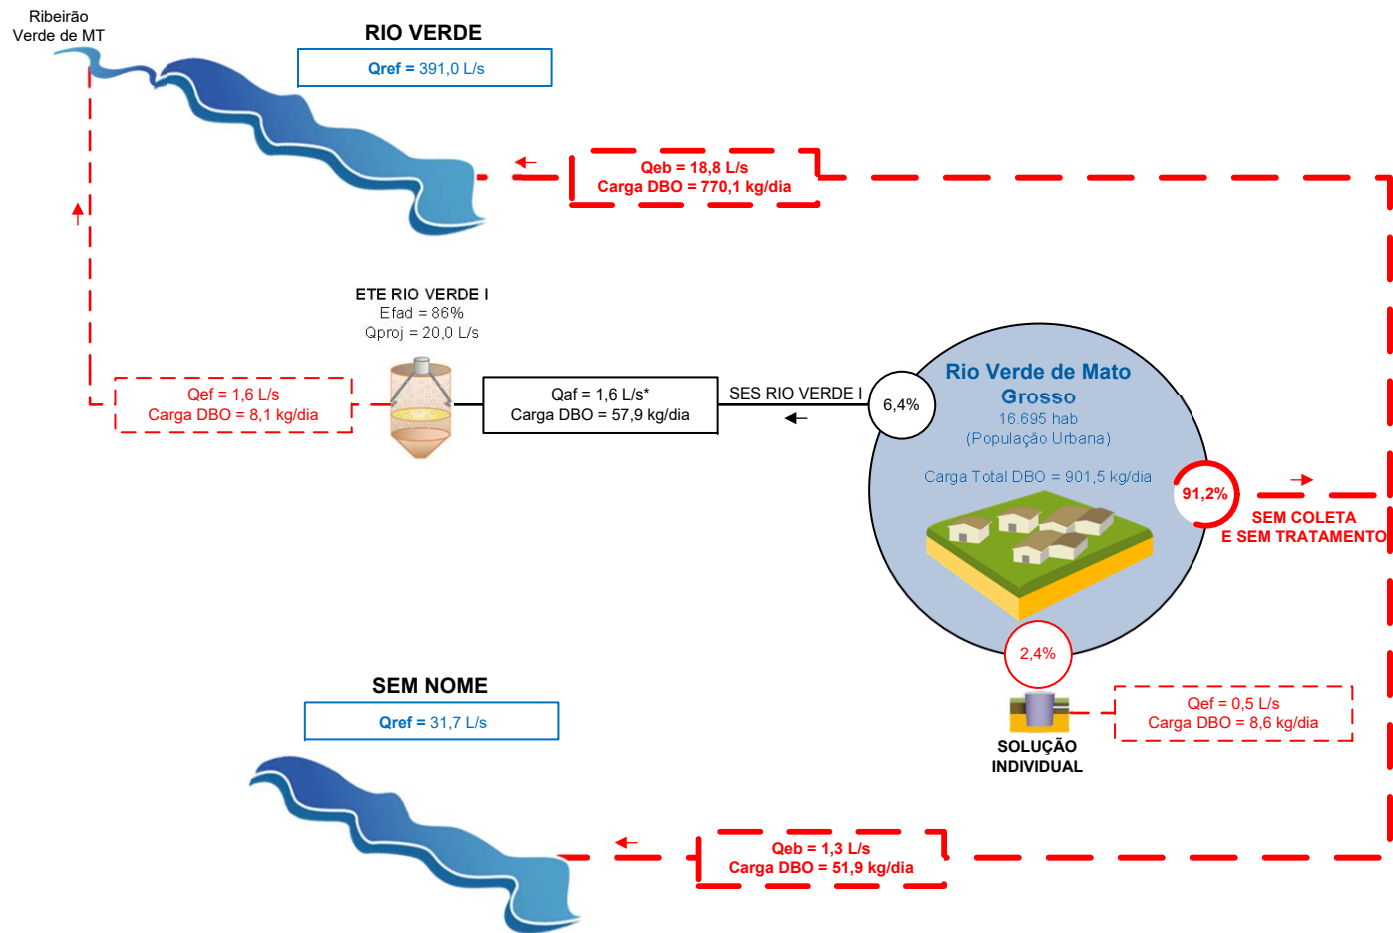 Ribeirão
Verde de MT
RIO VERDE
Qref = 391,0 L/s
Qeb = 18,8 L/s
Carga DBO = 770,1 kg/dia
ETE RIO VERDE I
Efad = 86%
Qproj = 20,0 L/s
Qef = 1,6 L/s
Carga DBO = 8,1 kg/dia
Qaf = 1,6 L/s*
Carga DBO = 57,9 kg/dia
SES RIO VERDE I
6,4%
Rio Verde de Mato
Grosso
16.695 hab
(População Urbana)
Carga Total DBO = 901,5 kg/dia
91,2%
SEM COLETA
E SEM TRATAMENTO
2,4%
SOLUÇÃO
INDIVIDUAL
Qef = 0,5 L/s
Carga DBO = 8,6 kg/dia
SEM NOME
Qref = 31,7 L/s
Qeb = 1,3 L/s
Carga DBO = 51,9 kg/dia